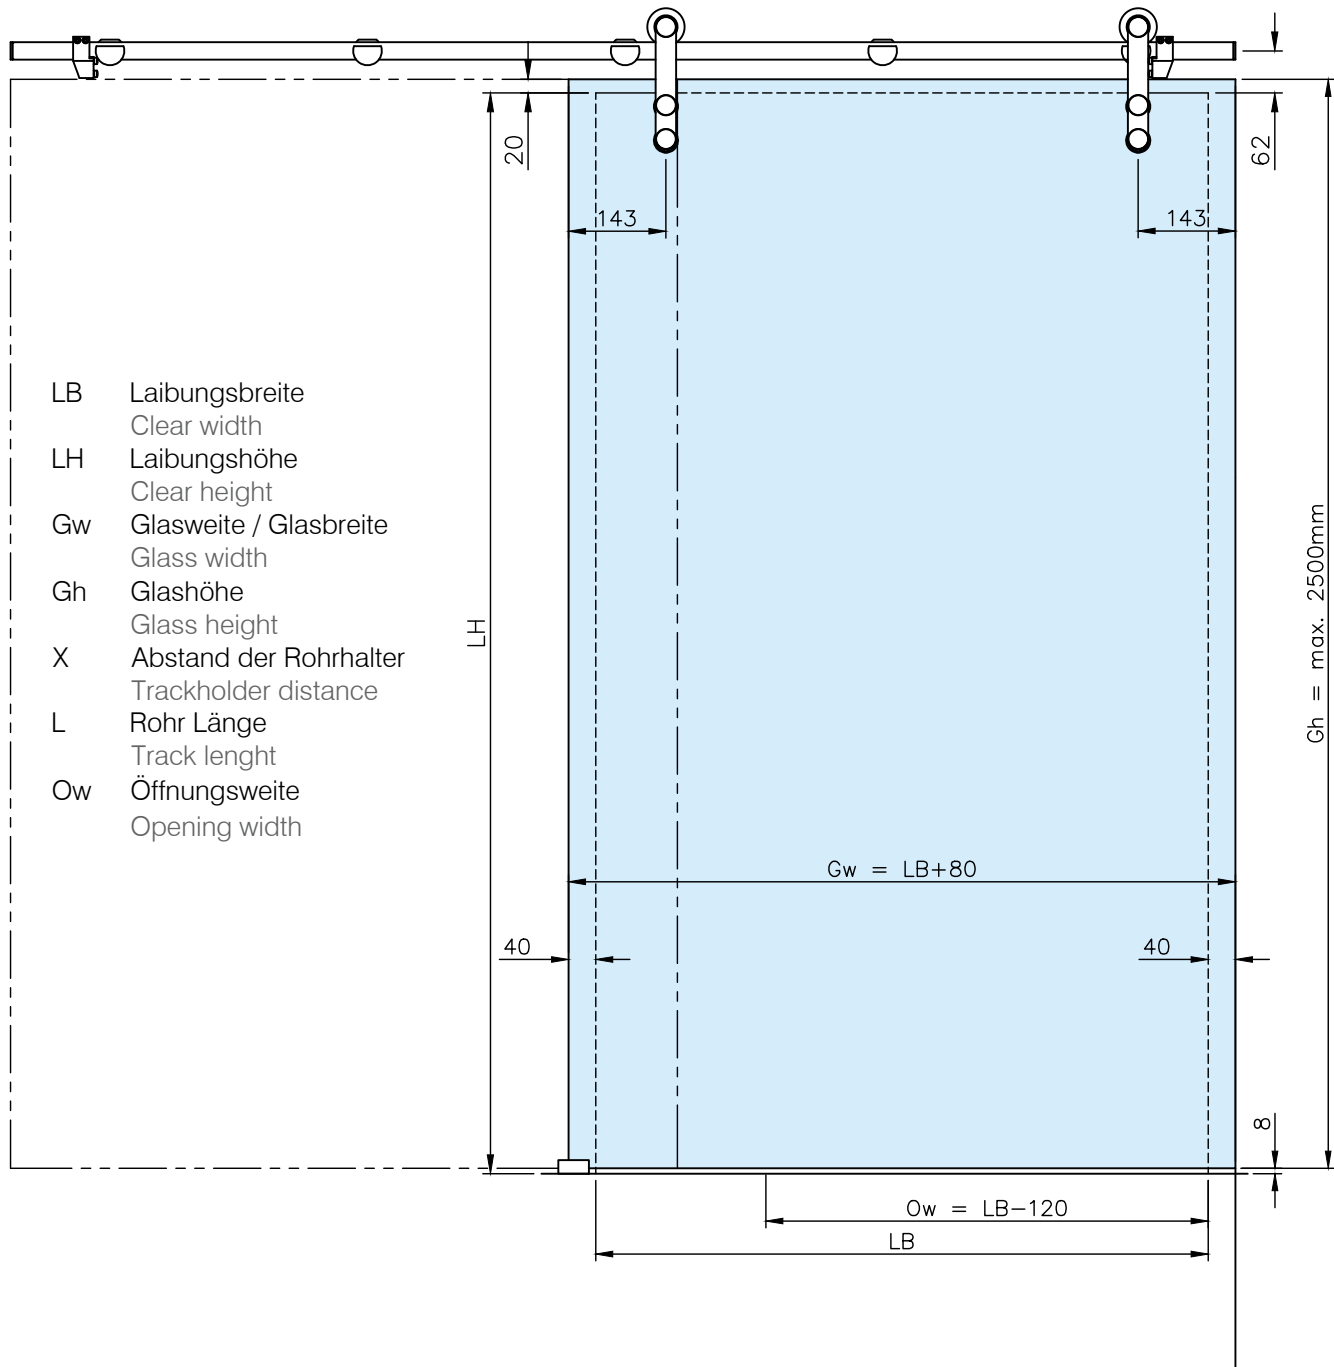 20
62
143
143
LB Laibungsbreite
Clear width
LH Laibungshöhe
Clear height
Gw Glasweite / Glasbreite
Glass width
Gh Glashöhe
Glass height
X Abstand der Rohrhalter
Trackholder distance
L Rohr Länge
Track lenght
Ow Öffnungsweite
Opening width
LH
Gh = max. 2500mm
Gw = LB+80
40
40
8
Ow = LB-120
LB